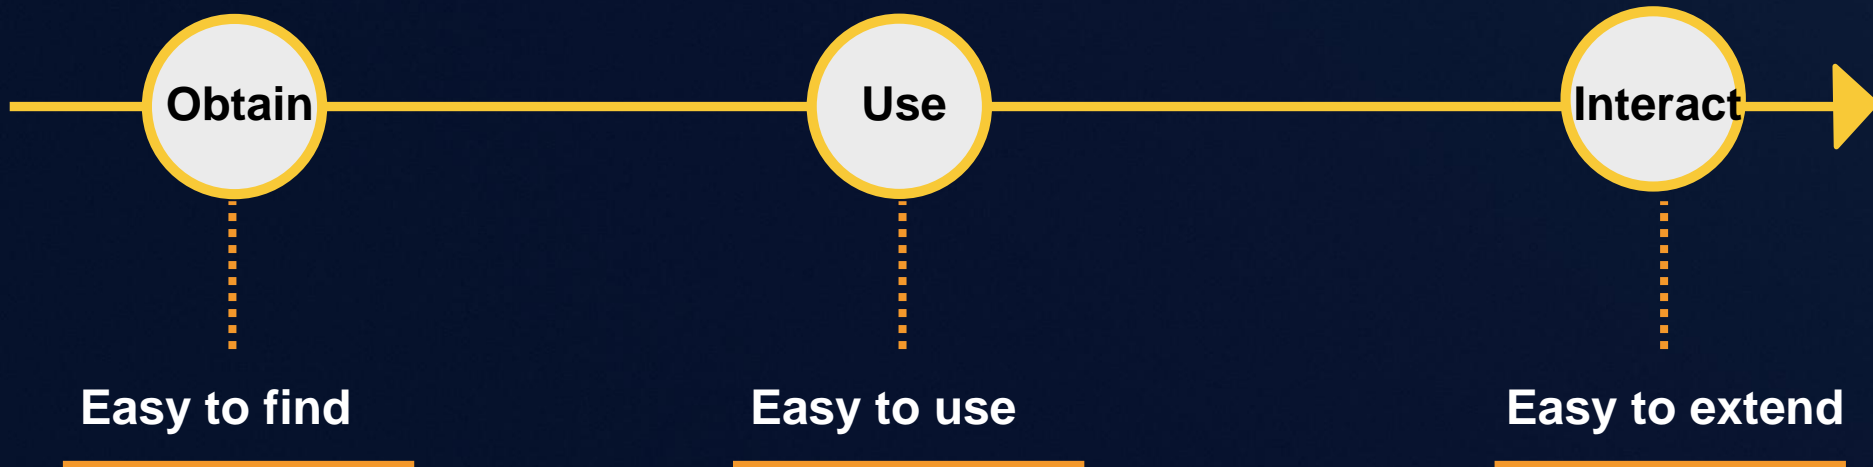 Obtain
Use
Interact
Easy to find
Easy to use
Easy to extend